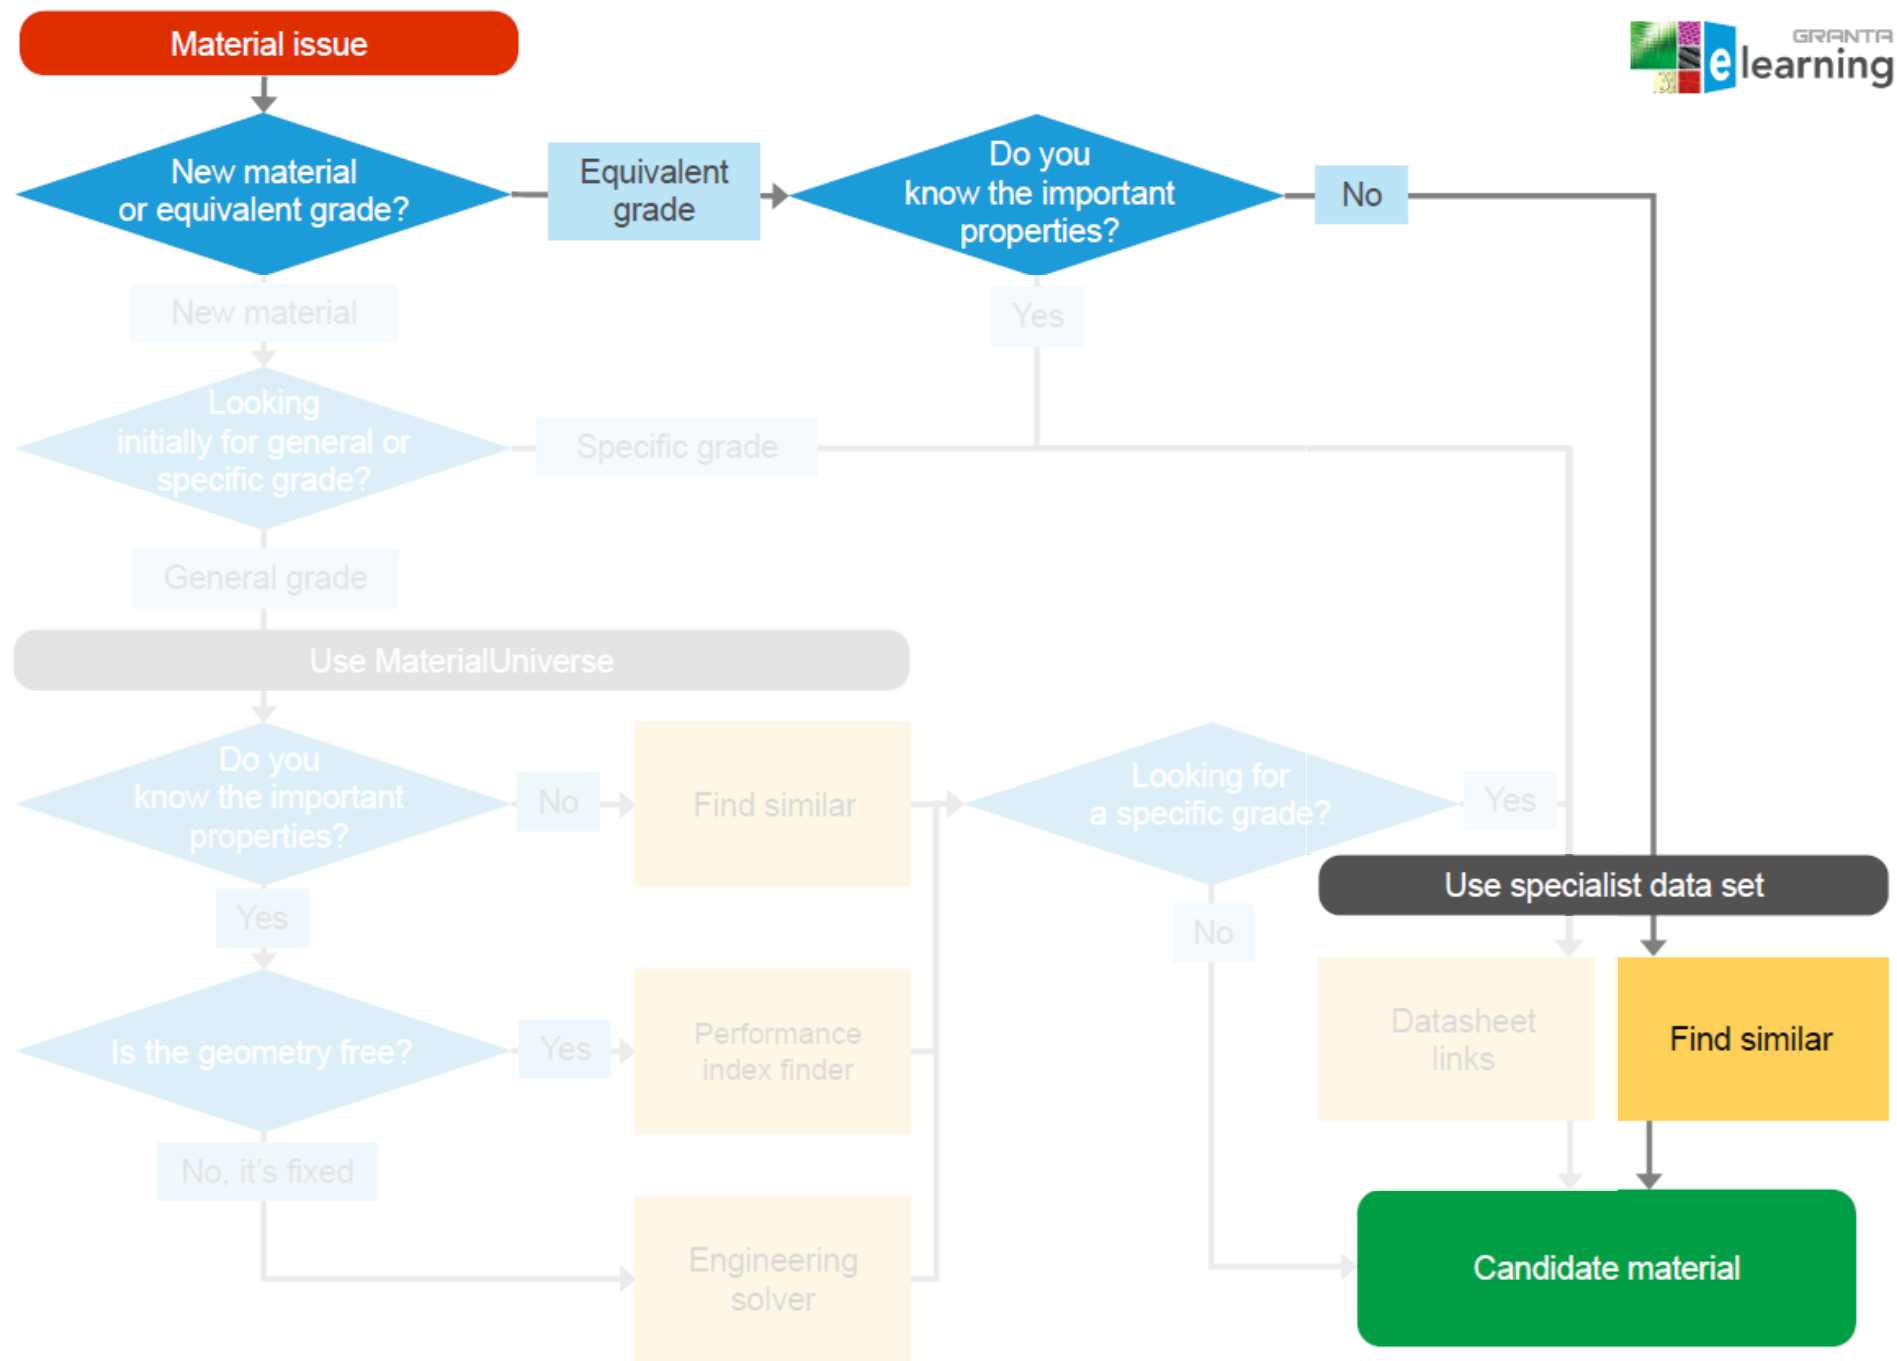 Material issue
GRANTA
e learning
New material
or equivalent grade?
Equivalent
grade
Do you
know the important
properties?
No
New material
Yes
Looking
initially for general or
specific grade?
Specific grade
General grade
Use MaterialUniverse
Do you
know the important
properties?
No
Find similar
Looking for
a specific grade?
Yes
Use specialist data set
Yes
No
Datasheet
links
Find similar
Is the geometry free?
Yes
Performance
index finder
No, it's fixed
Engineering
solver
Candidate material